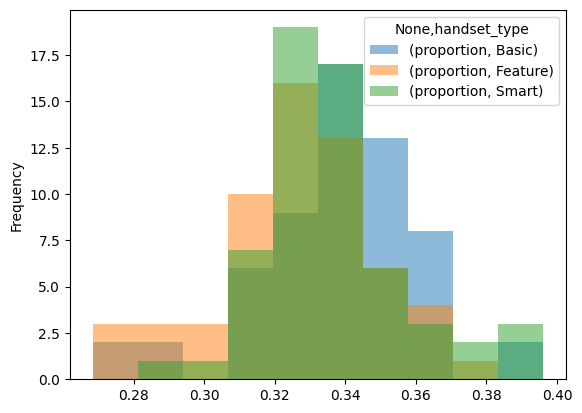 None,handset_type
(proportion, Basic)
(proportion, Feature)
(proportion, Smart)
Frequency
17.5
15.0
12.5
10.0
7.5
5.0
2.5
0.0
0.28 0.30 0.32 0.34 0.36 0.38 0.40